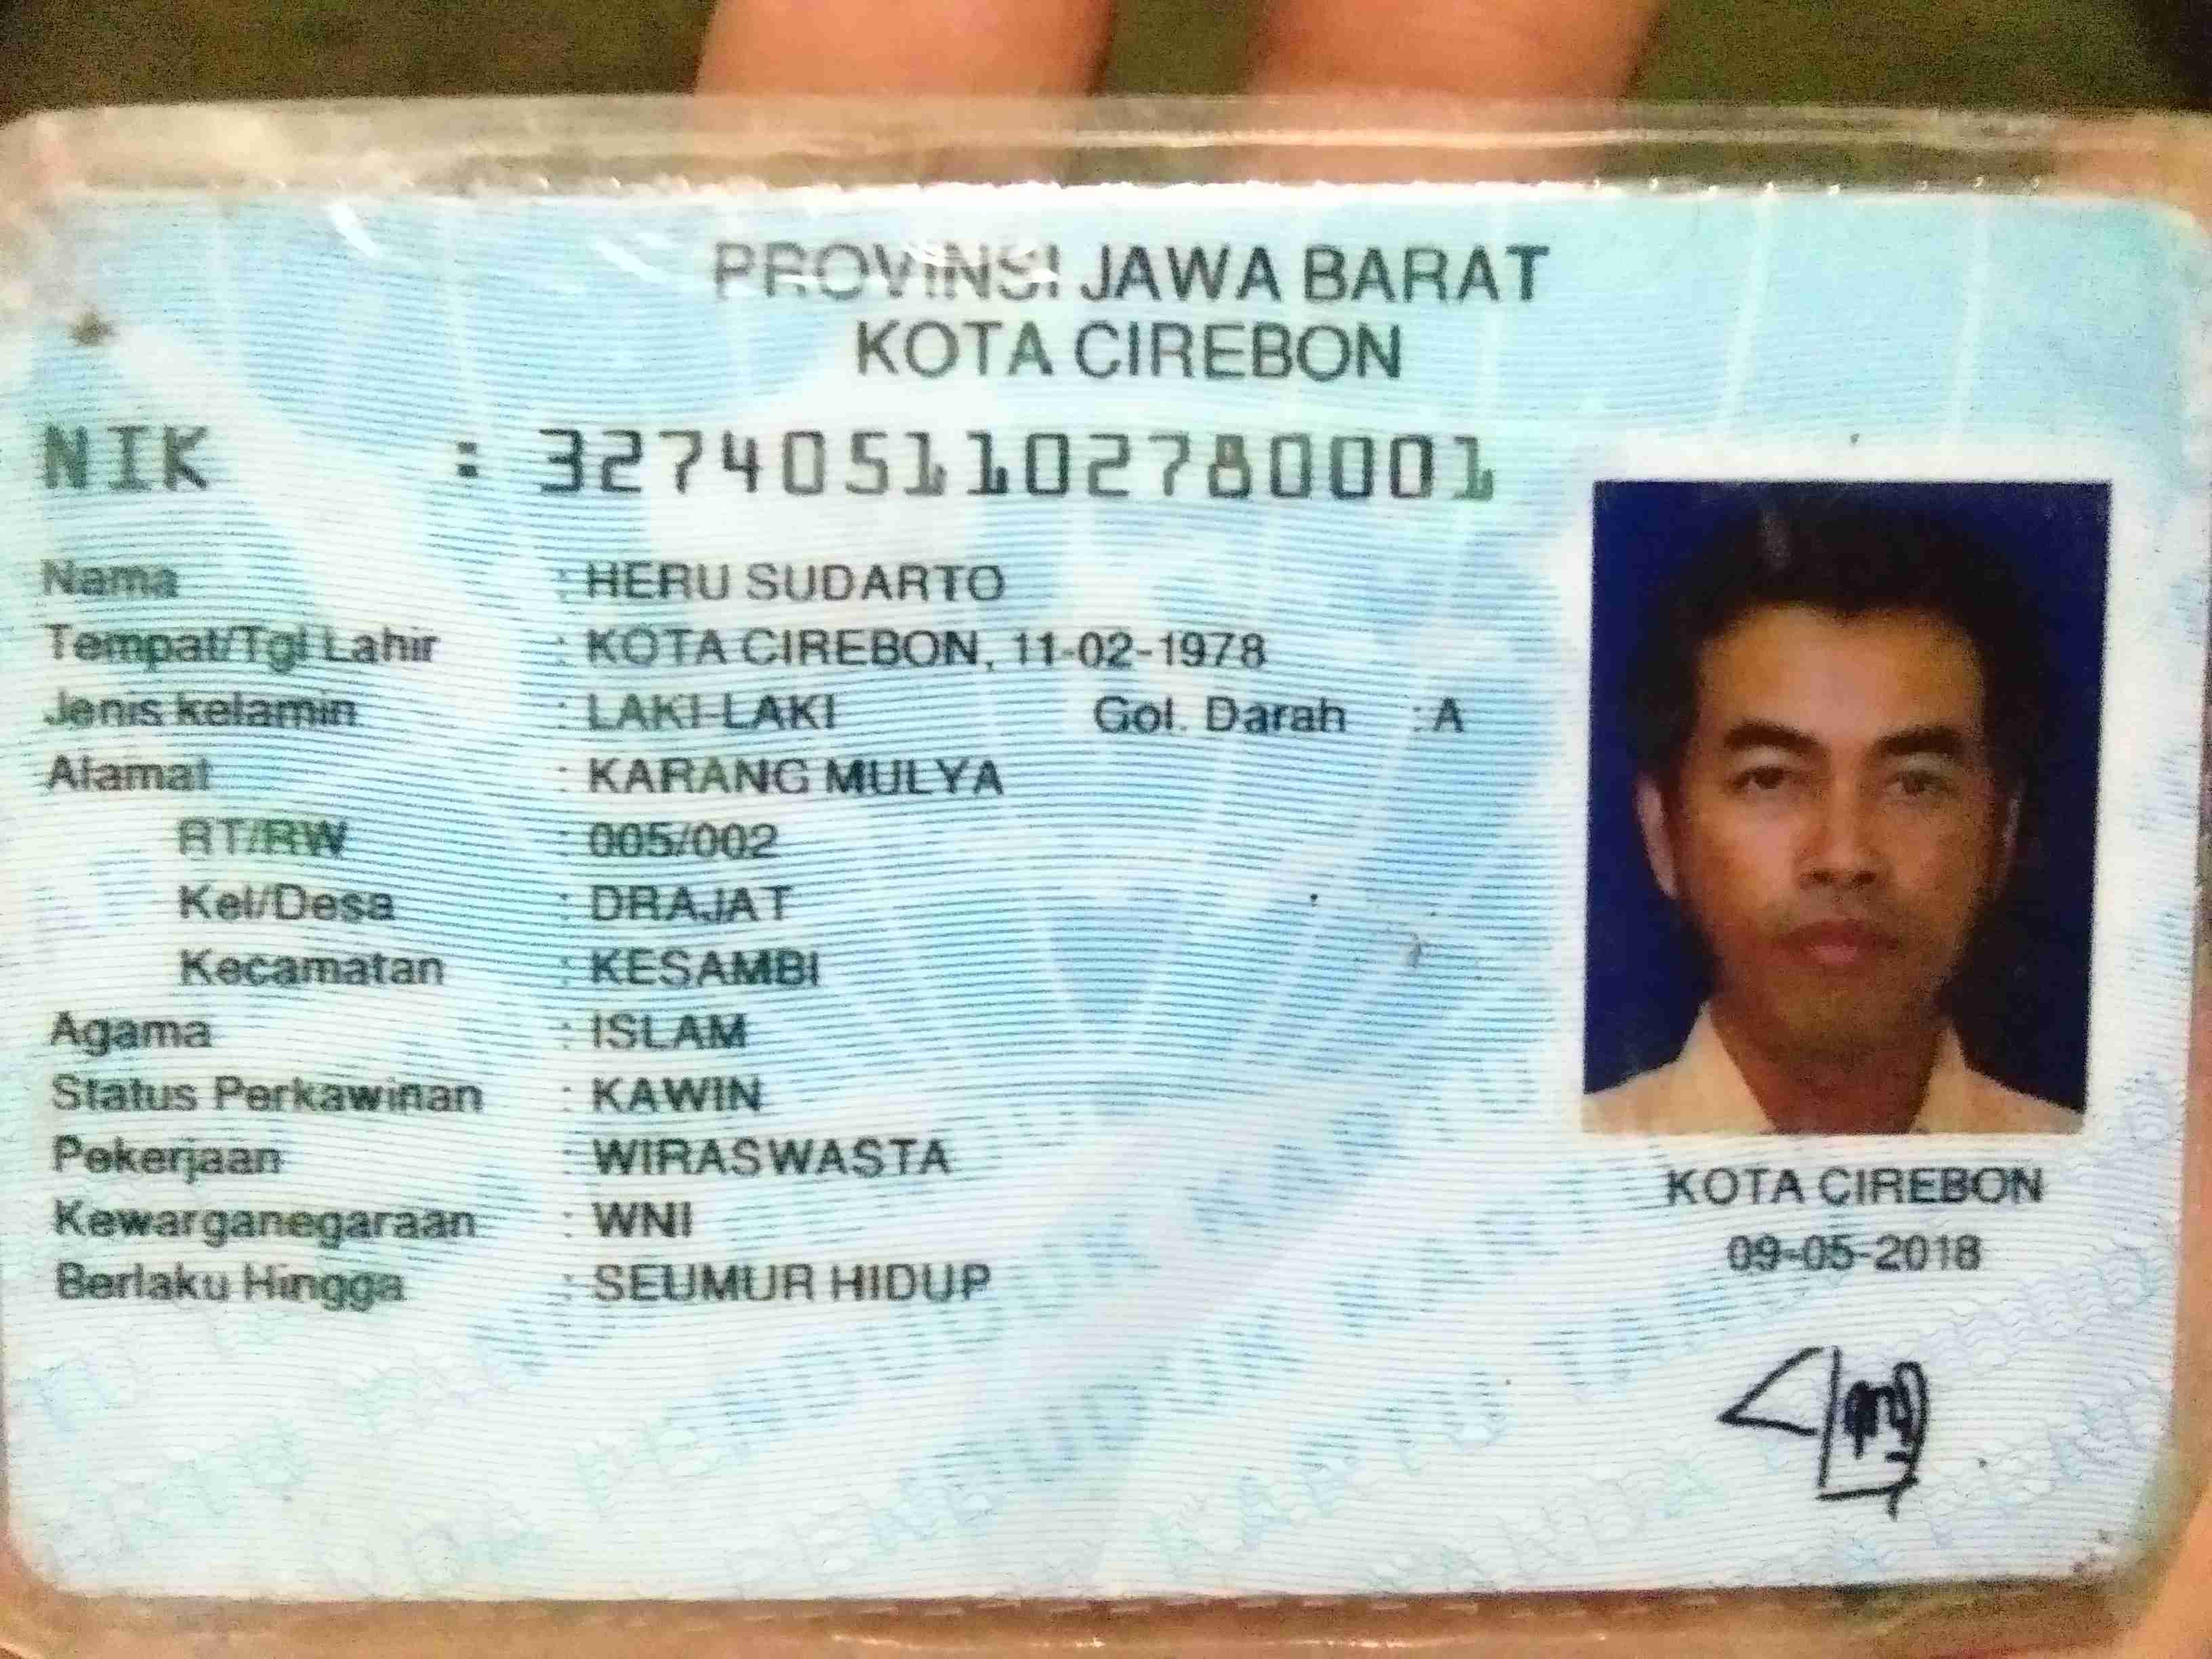 PROVINSI JAWA BARAT
KOTA CIREBON
NIK : 3274051102780001
Nama : HERU SUDARTO
Tempat/Tgl Lahir : KOTA CIREBON, 11-02-1978
Jenis kelamin : LAKI-LAKI Gol. Darah : A
Alamat : KARANG MULYA
RT/RW : 005/002
Kel/Desa : DRAJAT
Kecamatan : KESAMBI
Agama : ISLAM
Status Perkawinan : KAWIN
Pekerjaan : WIRASWASTA
Kewarganegaraan : WNI
Berlaku Hingga : SEUMUR HIDUP
KOTA CIREBON
09-05-2018